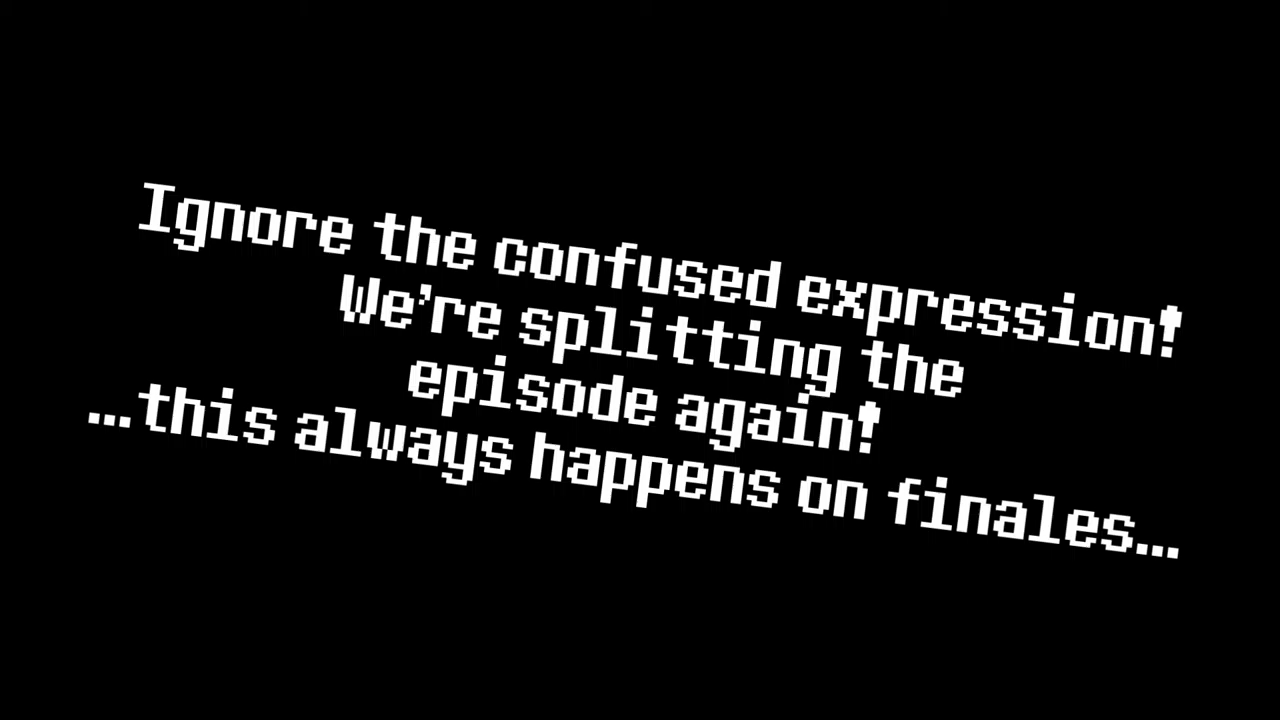 Ignore the confused expression!
We're splitting the
episode again!
...this always happens on finales...